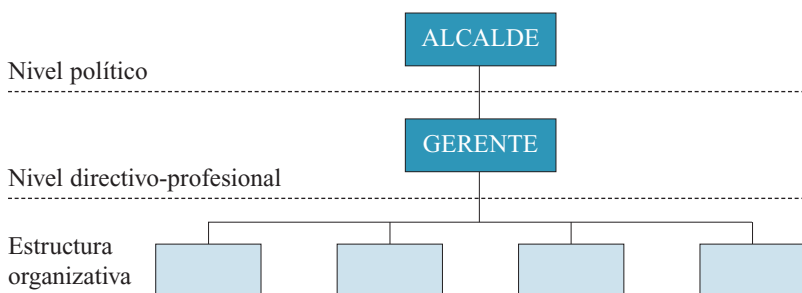 ALCALDE
Nivel político
GERENTE
Nivel directivo-profesional
Estructura
organizativa